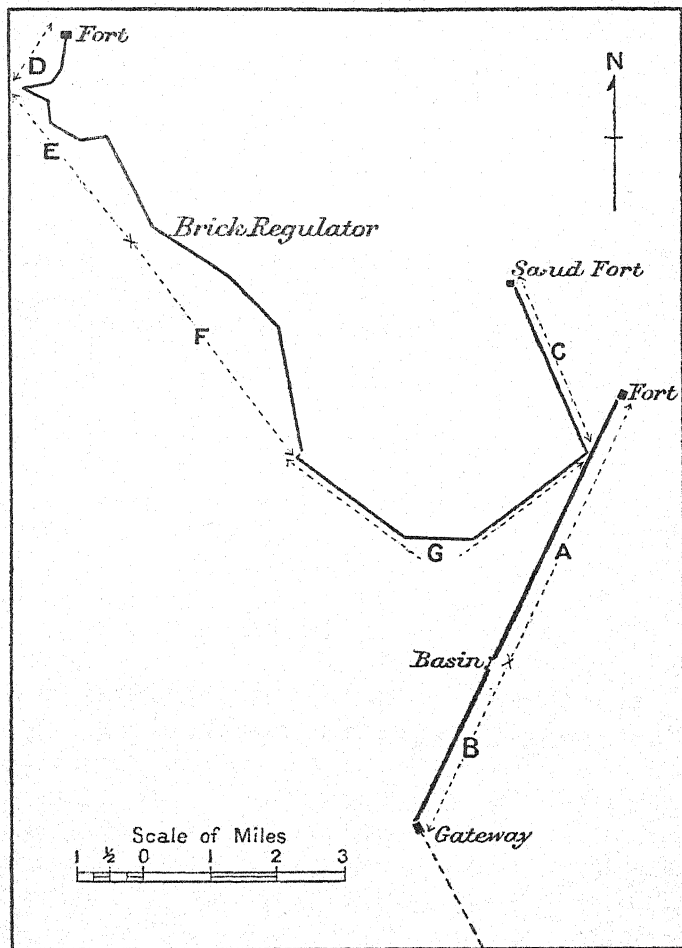 Fort
D
N
E
Brick Regulator
Saud Fort
F
C
Fort
G
A
Basin
B
Scale of Miles
1 ½ 0 1 2 3
Gateway